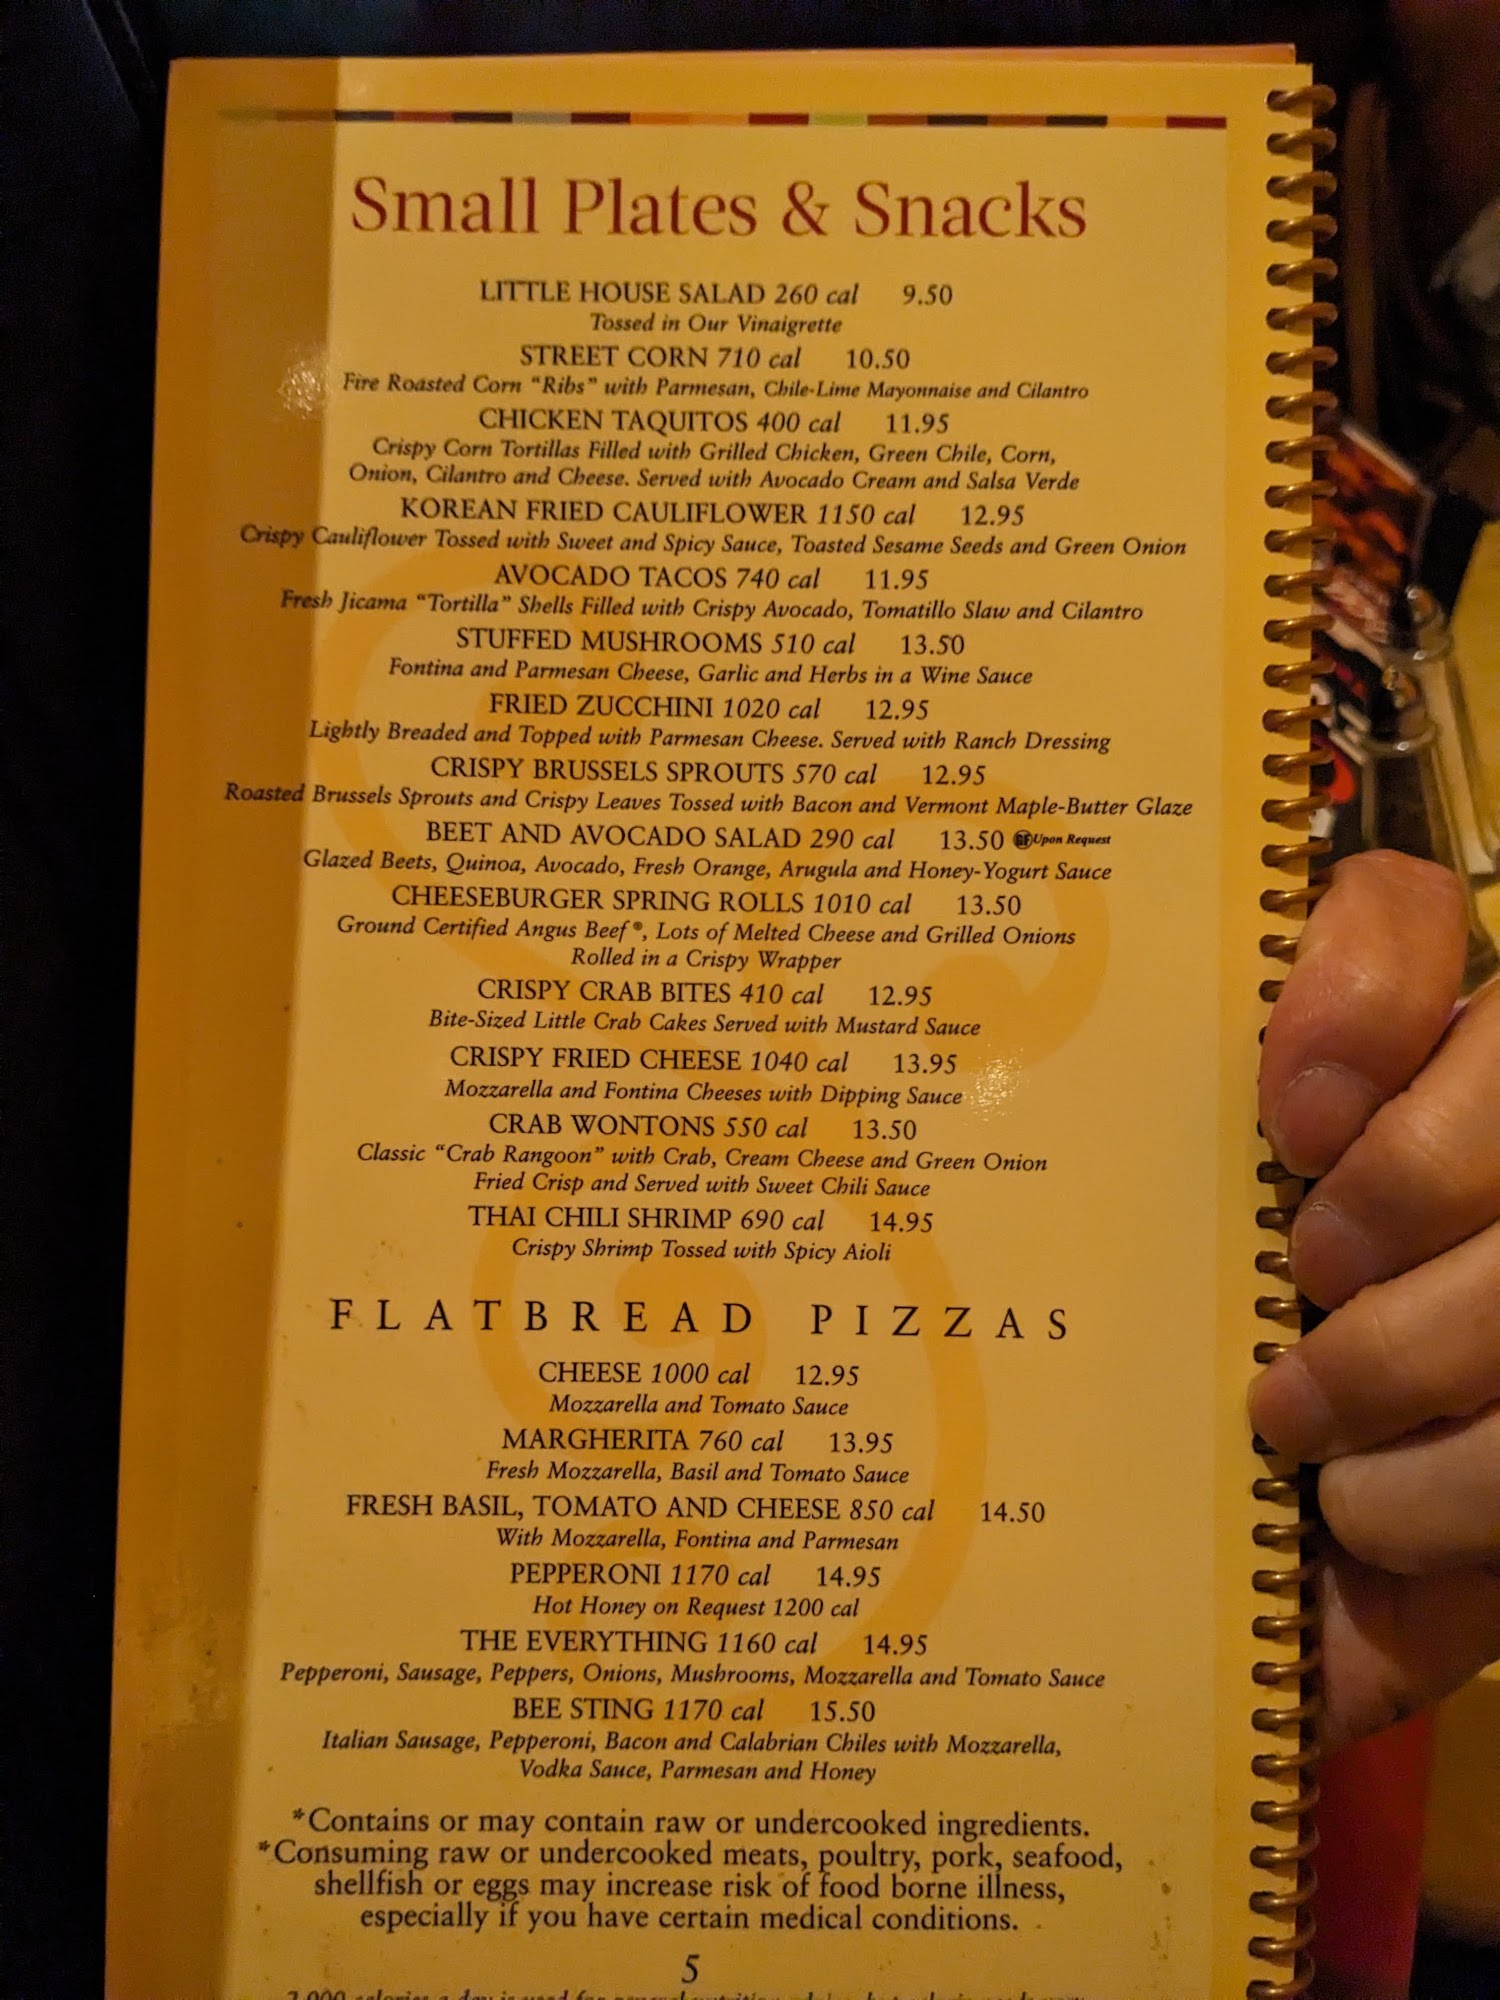 Small Plates & Snacks
LITTLE HOUSE SALAD 260 cal 9.50
Tossed in Our Vinaigrette
STREET CORN 710 cal 10.50
Fire Roasted Corn “Ribs” with Parmesan, Chile-Lime Mayonnaise and Cilantro
CHICKEN TAQUITOS 400 cal 11.95
Crispy Corn Tortillas Filled with Grilled Chicken, Green Chile, Corn,
Onion, Cilantro and Cheese. Served with Avocado Cream and Salsa Verde
KOREAN FRIED CAULIFLOWER 1150 cal 12.95
Crispy Cauliflower Tossed with Sweet and Spicy Sauce, Toasted Sesame Seeds and Green Onion
AVOCADO TACOS 740 cal 11.95
Fresh Jicama “Tortilla” Shells Filled with Crispy Avocado, Tomatillo Slaw and Cilantro
STUFFED MUSHROOMS 510 cal 13.50
Fontina and Parmesan Cheese, Garlic and Herbs in a Wine Sauce
FRIED ZUCCHINI 1020 cal 12.95
Lightly Breaded and Topped with Parmesan Cheese. Served with Ranch Dressing
CRISPY BRUSSELS SPROUTS 570 cal 12.95
Roasted Brussels Sprouts and Crispy Leaves Tossed with Bacon and Vermont Maple-Butter Glaze
BEET AND AVOCADO SALAD 290 cal 13.50 GF Upon Request
Glazed Beets, Quinoa, Avocado, Fresh Orange, Arugula and Honey-Yogurt Sauce
CHEESEBURGER SPRING ROLLS 1010 cal 13.50
Ground Certified Angus Beef®, Lots of Melted Cheese and Grilled Onions
Rolled in a Crispy Wrapper
CRISPY CRAB BITES 410 cal 12.95
Bite-Sized Little Crab Cakes Served with Mustard Sauce
CRISPY FRIED CHEESE 1040 cal 13.95
Mozzarella and Fontina Cheeses with Dipping Sauce
CRAB WONTONS 550 cal 13.50
Classic “Crab Rangoon” with Crab, Cream Cheese and Green Onion
Fried Crisp and Served with Sweet Chili Sauce
THAI CHILI SHRIMP 690 cal 14.95
Crispy Shrimp Tossed with Spicy Aioli
FLATBREAD PIZZAS
CHEESE 1000 cal 12.95
Mozzarella and Tomato Sauce
MARGHERITA 760 cal 13.95
Fresh Mozzarella, Basil and Tomato Sauce
FRESH BASIL, TOMATO AND CHEESE 850 cal 14.50
With Mozzarella, Fontina and Parmesan
PEPPERONI 1170 cal 14.95
Hot Honey on Request 1200 cal
THE EVERYTHING 1160 cal 14.95
Pepperoni, Sausage, Peppers, Onions, Mushrooms, Mozzarella and Tomato Sauce
BEE STING 1170 cal 15.50
Italian Sausage, Pepperoni, Bacon and Calabrian Chiles with Mozzarella,
Vodka Sauce, Parmesan and Honey
*Contains or may contain raw or undercooked ingredients.
*Consuming raw or undercooked meats, poultry, pork, seafood,
shellfish or eggs may increase risk of food borne illness,
especially if you have certain medical conditions.
5